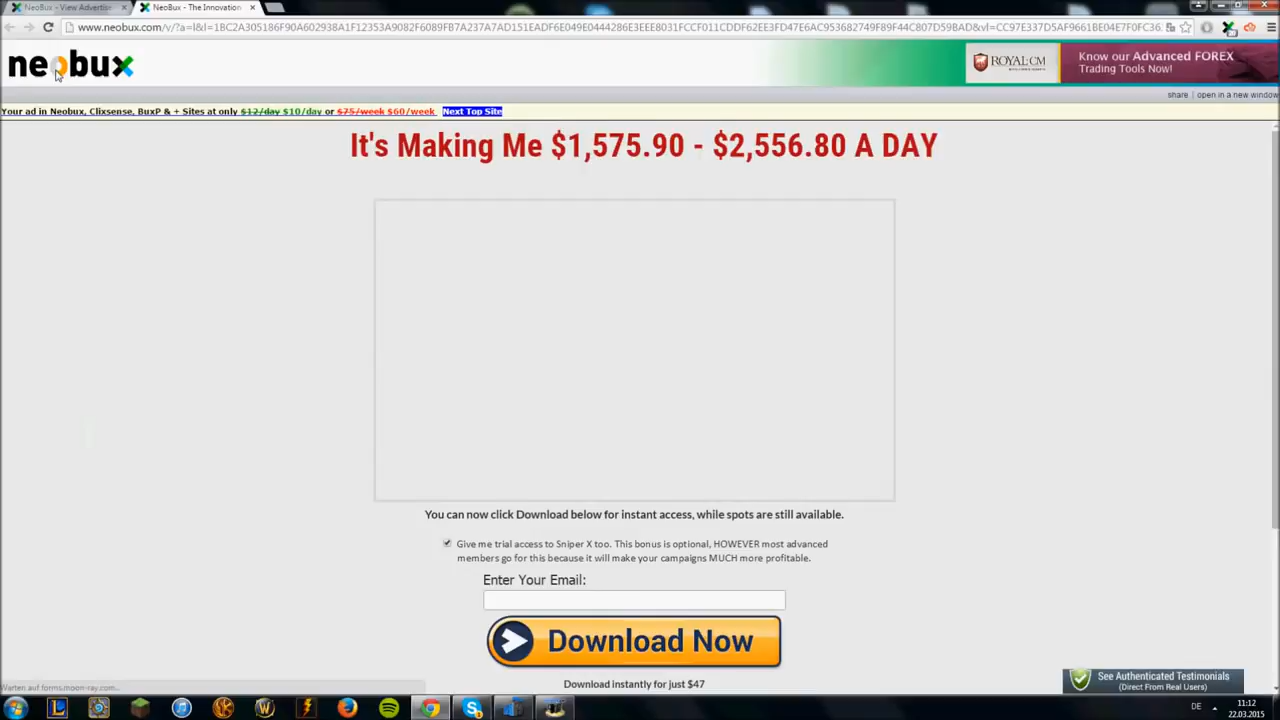 NeoBux - View Advertise
NeoBux - The Innovation
neobux
ROYAL CM
Know our Advanced FOREX
Trading Tools Now!
share | open in a new window
Your ad in Neobux, Clixsense, BuxP & + Sites at only $12/day $10/day or $75/week $60/week Next Top Site
It's Making Me $1,575.90 - $2,556.80 A DAY
You can now click Download below for instant access, while spots are still available.
Give me trial access to Sniper X too. This bonus is optional, HOWEVER most advanced
members go for this because it will make your campaigns MUCH more profitable.
Enter Your Email:
Download Now
Download instantly for just $47
See Authenticated Testimonials
(Direct From Real Users)
Warten auf forms.moon-ray.com...
DE
11:12
22.03.2015